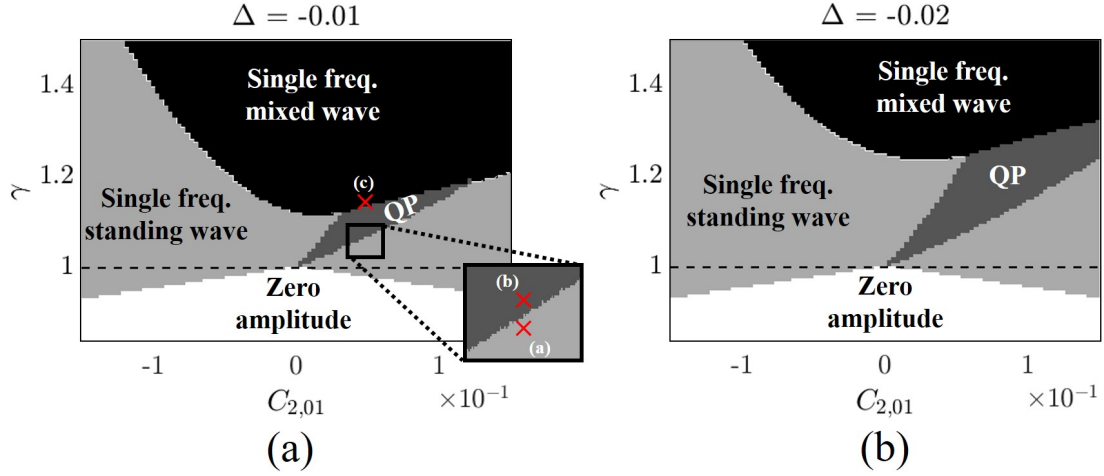 Δ = -0.01
γ
1.4
1.2
1
Single freq.
mixed wave
(c)
QP
Single freq.
standing wave
Zero
amplitude
(b)
(a)
-1
0
1
C2,01
×10⁻¹
(a)
Δ = -0.02
γ
1.4
1.2
1
Single freq.
mixed wave
QP
Single freq.
standing wave
Zero
amplitude
-1
0
1
C2,01
×10⁻¹
(b)